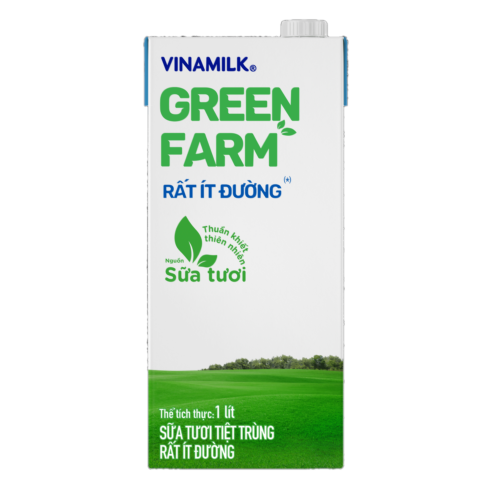 VINAMILK®
GREEN
FARM
RẤT ÍT ĐƯỜNG(*)
Thuần khiết
thiên nhiên
Nguồn
Sữa tươi
Thể tích thực: 1 lít
SỮA TƯƠI TIỆT TRÙNG
RẤT ÍT ĐƯỜNG